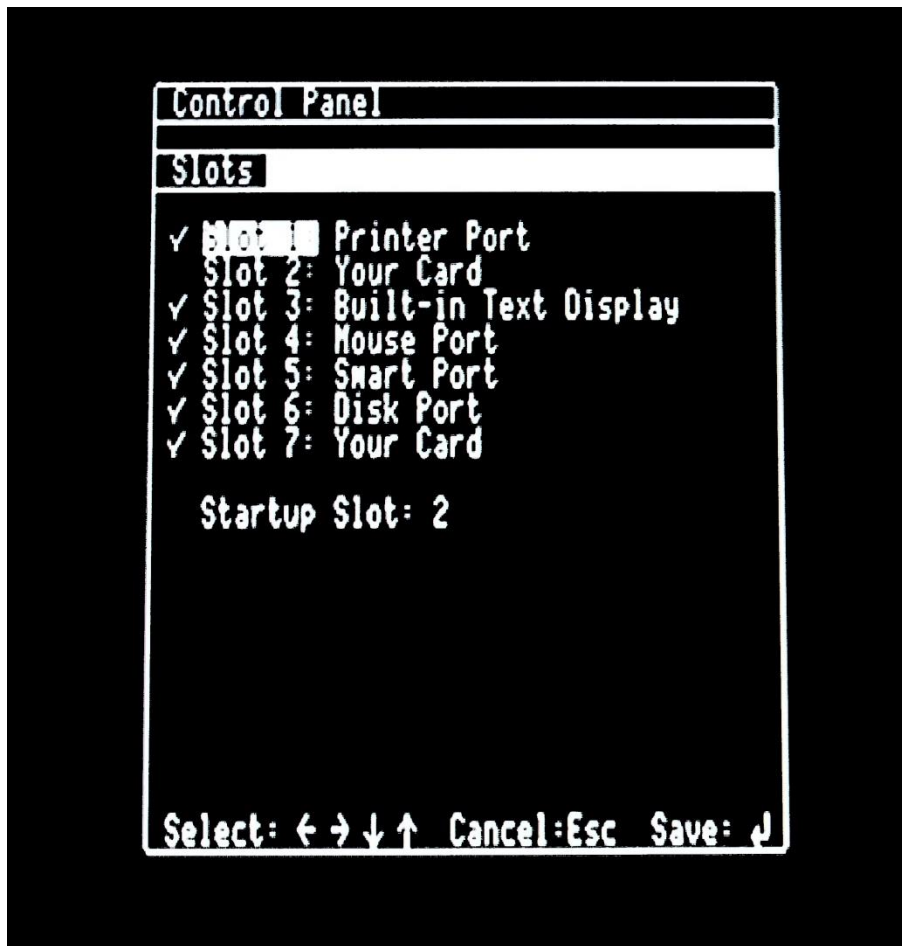 Control Panel
Slots
✓ Slot 1: Printer Port
Slot 2: Your Card
✓ Slot 3: Built-in Text Display
✓ Slot 4: Mouse Port
✓ Slot 5: Smart Port
✓ Slot 6: Disk Port
✓ Slot 7: Your Card
Startup Slot: 2
Select: ← → ↓ ↑ Cancel:Esc Save: ↵